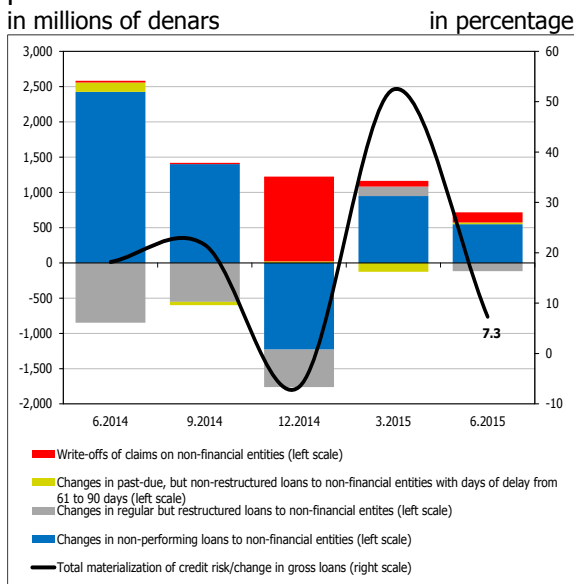 in millions of denars in percentage
3,000
2,500
2,000
1,500
1,000
500
0
-500
-1,000
-1,500
-2,000
60
50
40
30
20
10
0
-10
7.3
6.2014 9.2014 12.2014 3.2015 6.2015
Write-offs of claims on non-financial entities (left scale)
Changes in past-due, but non-restructured loans to non-financial entities with days of delay from
61 to 90 days (left scale)
Changes in regular but restructured loans to non-financial entites (left scale)
Changes in non-performing loans to non-financial entities (left scale)
Total materialization of credit risk/change in gross loans (right scale)